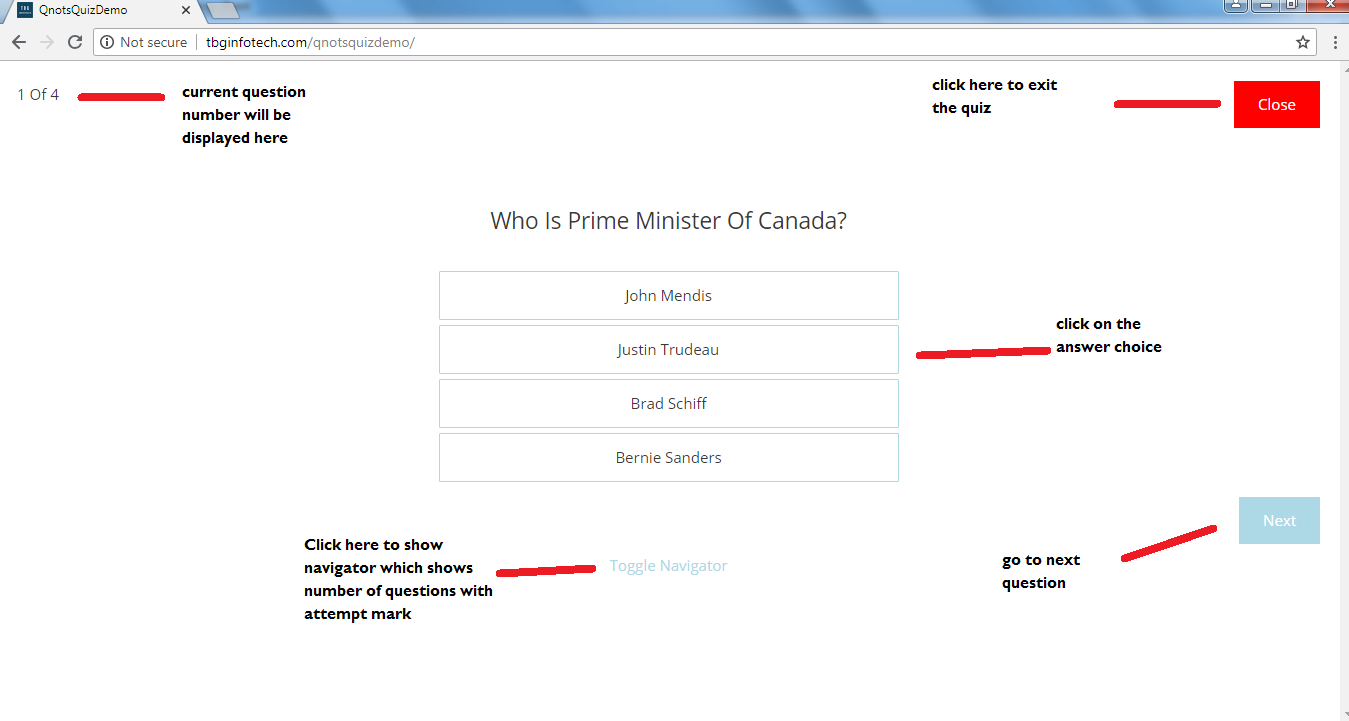 QnotsQuizDemo
Not secure tbginfotech.com/qnotsquizdemo/
1 Of 4
current question
number will be
displayed here
click here to exit
the quiz
Close
Who Is Prime Minister Of Canada?
John Mendis
Justin Trudeau
click on the
answer choice
Brad Schiff
Bernie Sanders
Next
Click here to show
navigator which shows
number of questions with
attempt mark
Toggle Navigator
go to next
question